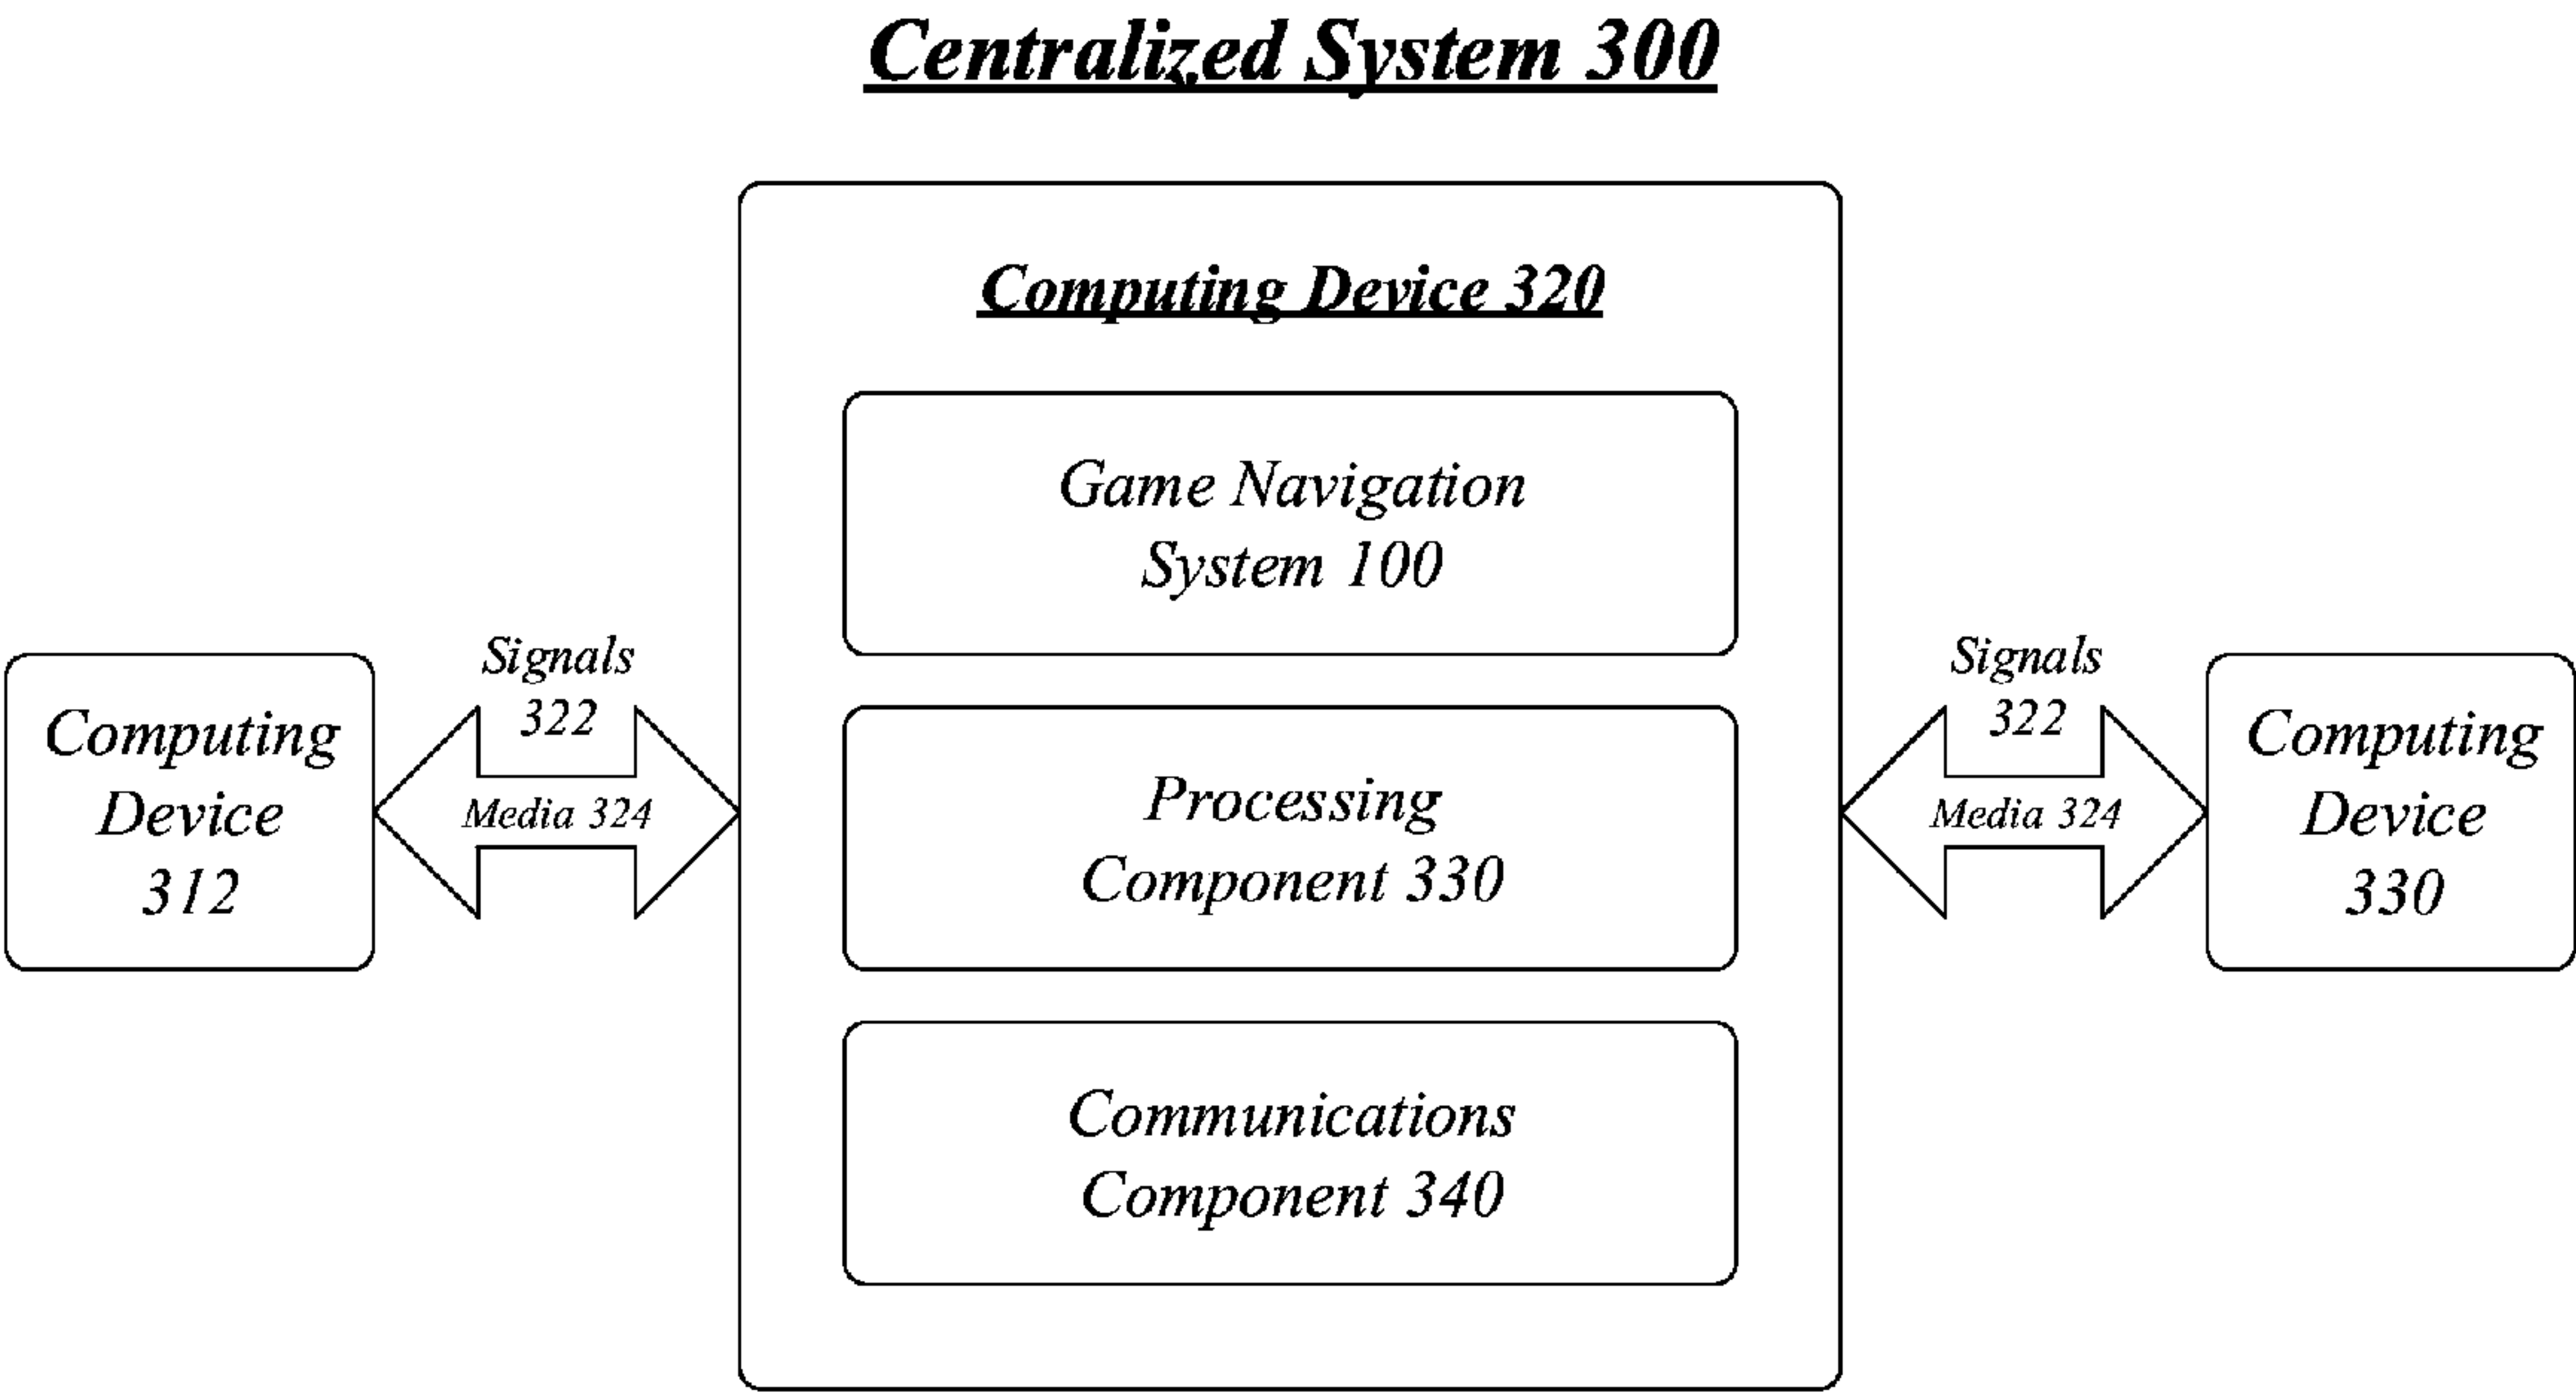 Centralized System 300
Computing Device 320
Game Navigation
System 100
Signals
322
Media 324
Computing
Device
312
Processing
Component 330
Signals
322
Media 324
Computing
Device
330
Communications
Component 340